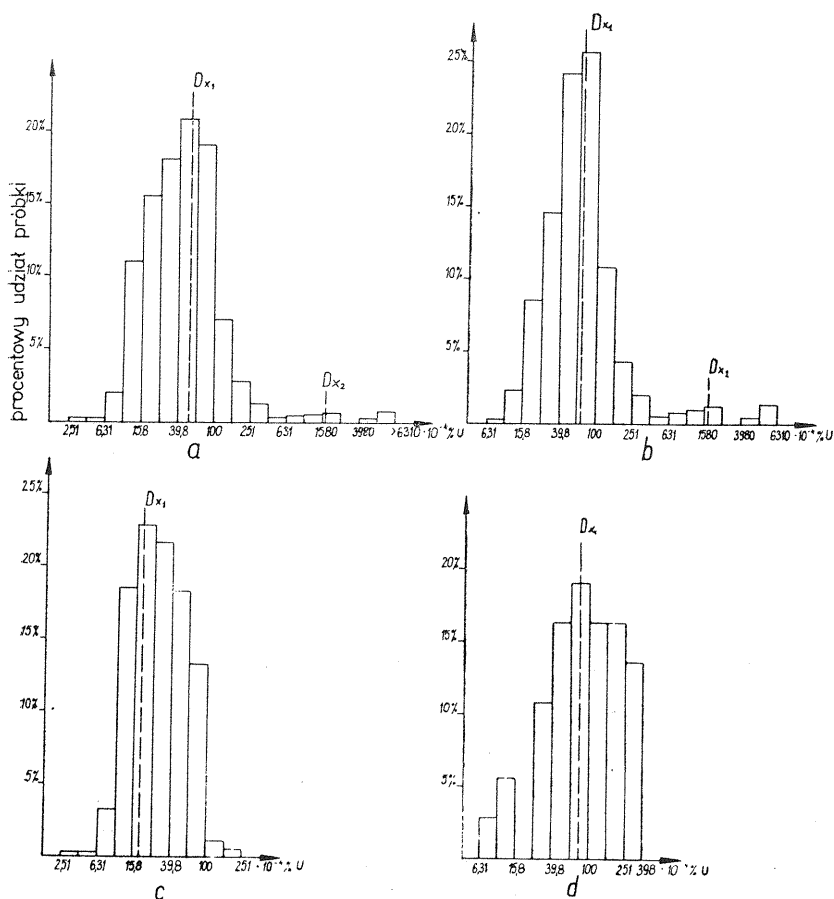 procentowy udział próbki
20%
15%
10%
5%
Dx₁
Dx₂
2,51 6,31 15,8 39,8 100 251 631 1580 3980 >6310 · 10⁻⁴ % U
a
25%
20%
15%
10%
5%
Dx₁
Dx₂
6,31 15,8 39,8 100 251 631 1580 3980 6310 · 10⁻⁴ % U
b
25%
20%
15%
10%
5%
Dx₁
2,51 6,31 15,8 39,8 100 251 · 10⁻⁴ % U
c
20%
15%
10%
5%
Dx₁
6,31 15,8 39,8 100 251 398 · 10⁻⁴ % U
d